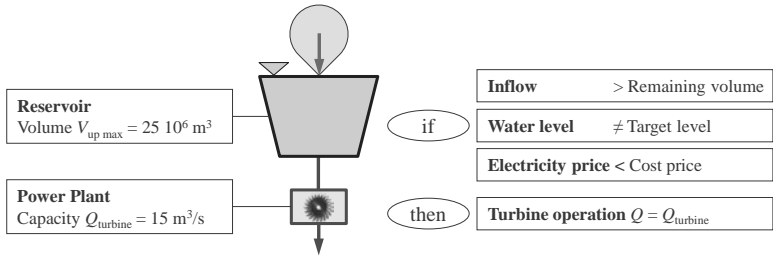 Reservoir
Volume V_up max = 25 10⁶ m³
Power Plant
Capacity Q_turbine = 15 m³/s
if
then
Inflow > Remaining volume
Water level ≠ Target level
Electricity price < Cost price
Turbine operation Q = Q_turbine